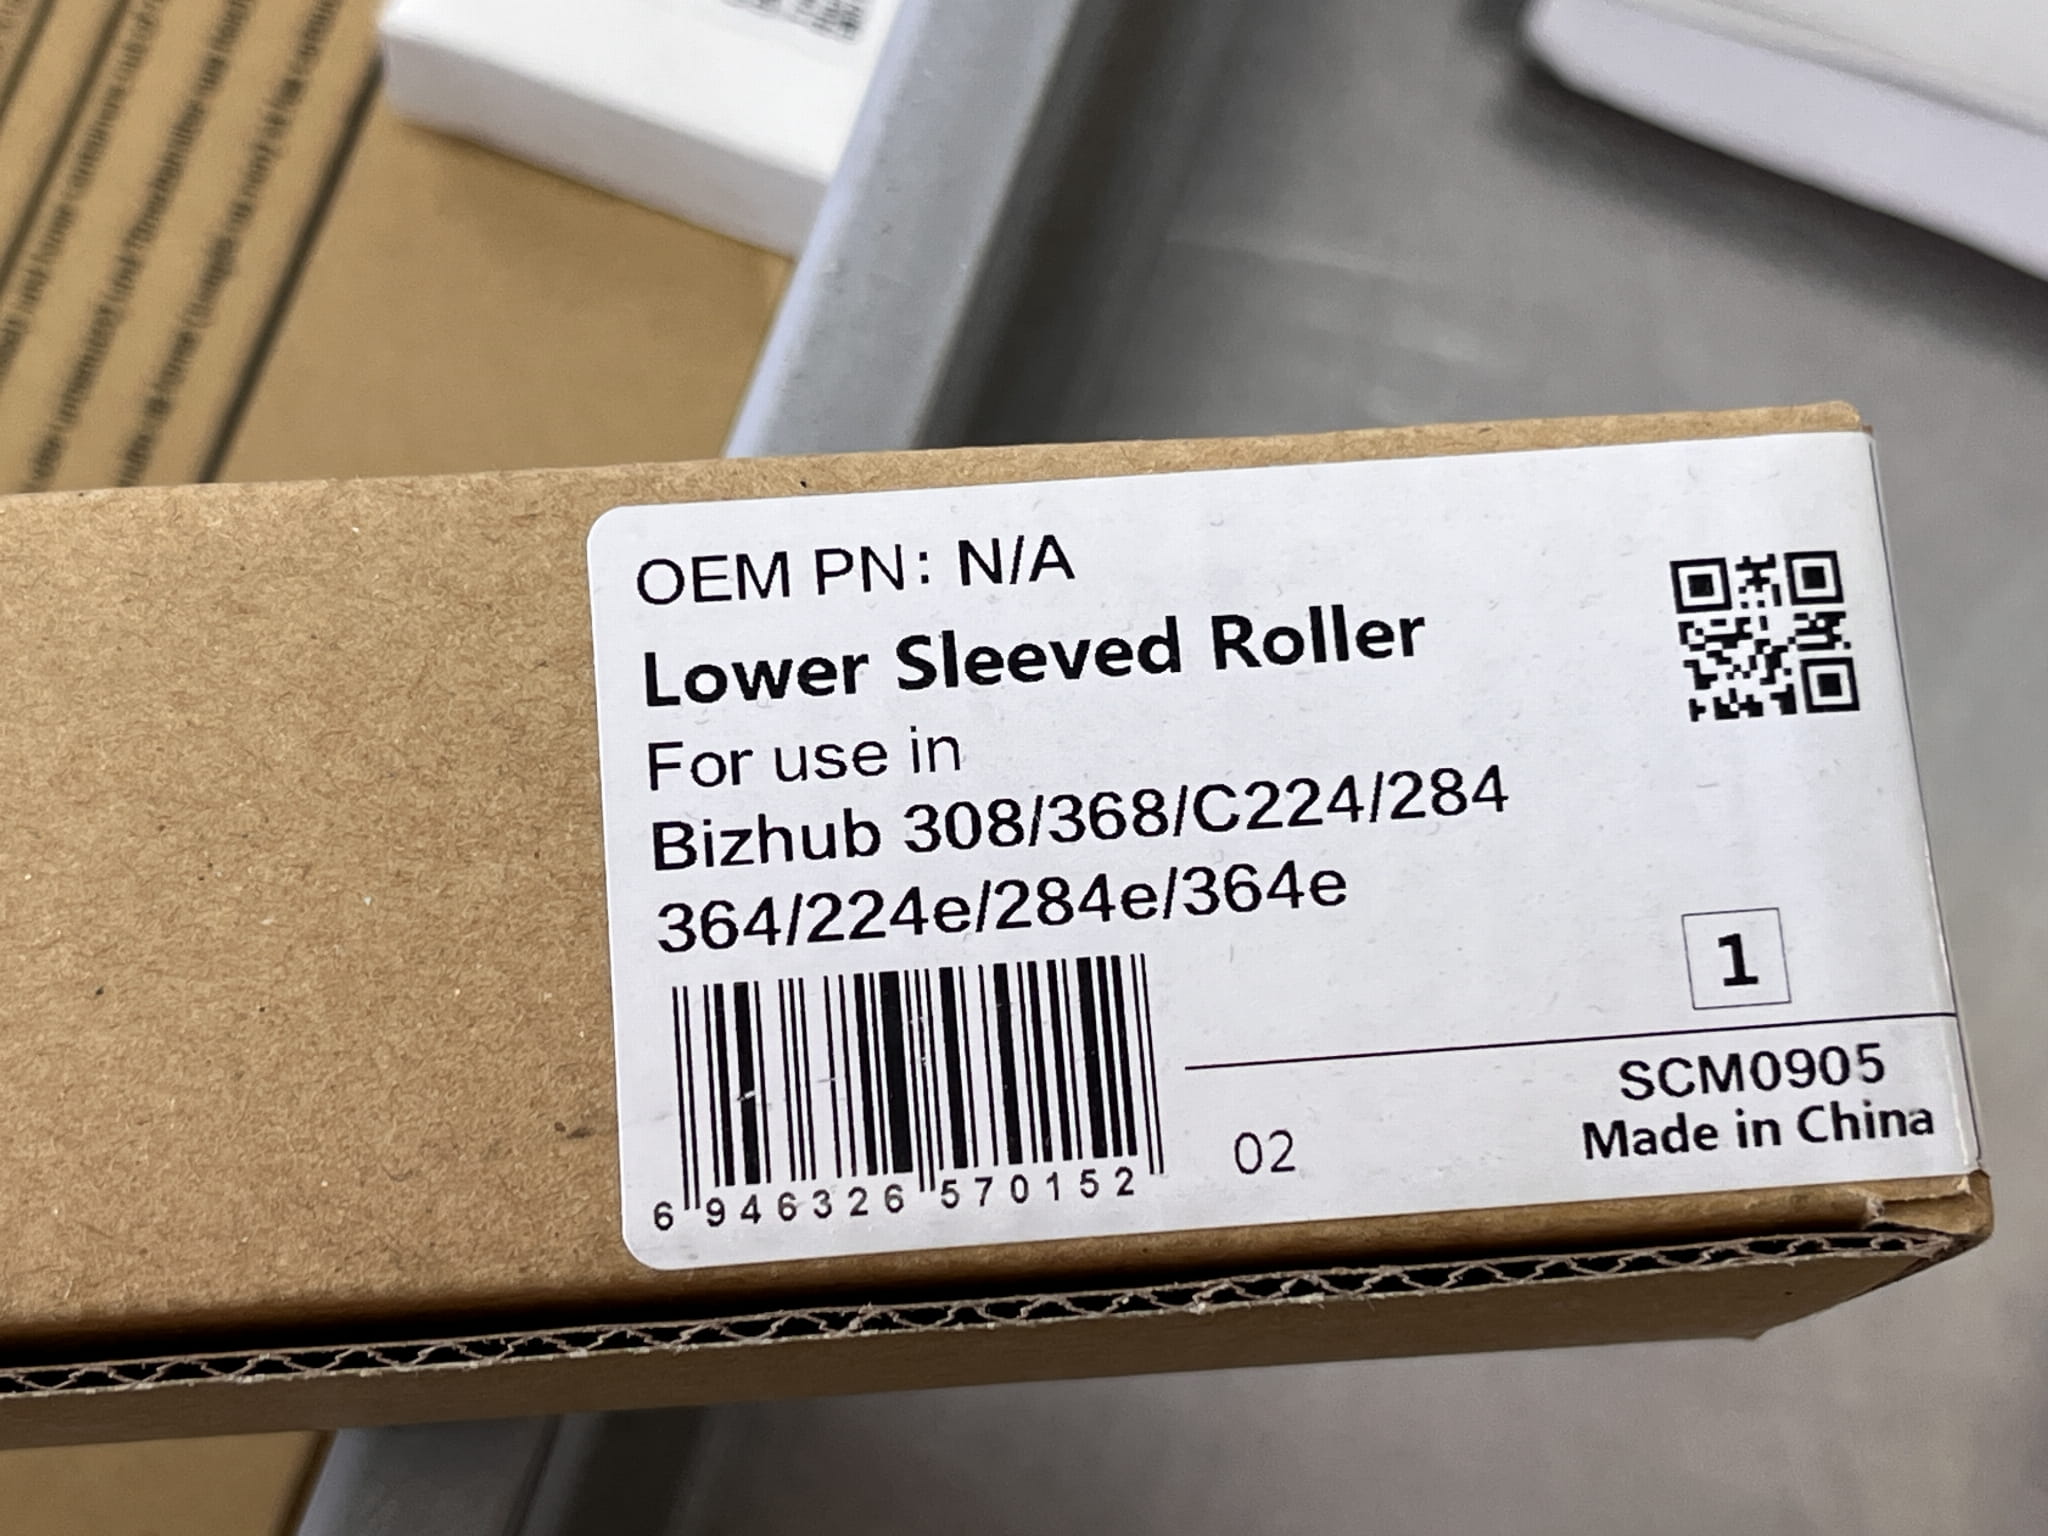 OEM PN: N/A
Lower Sleeved Roller
For use in
Bizhub 308/368/C224/284
364/224e/284e/364e
1
6 946326 570152
02
SCM0905
Made in China